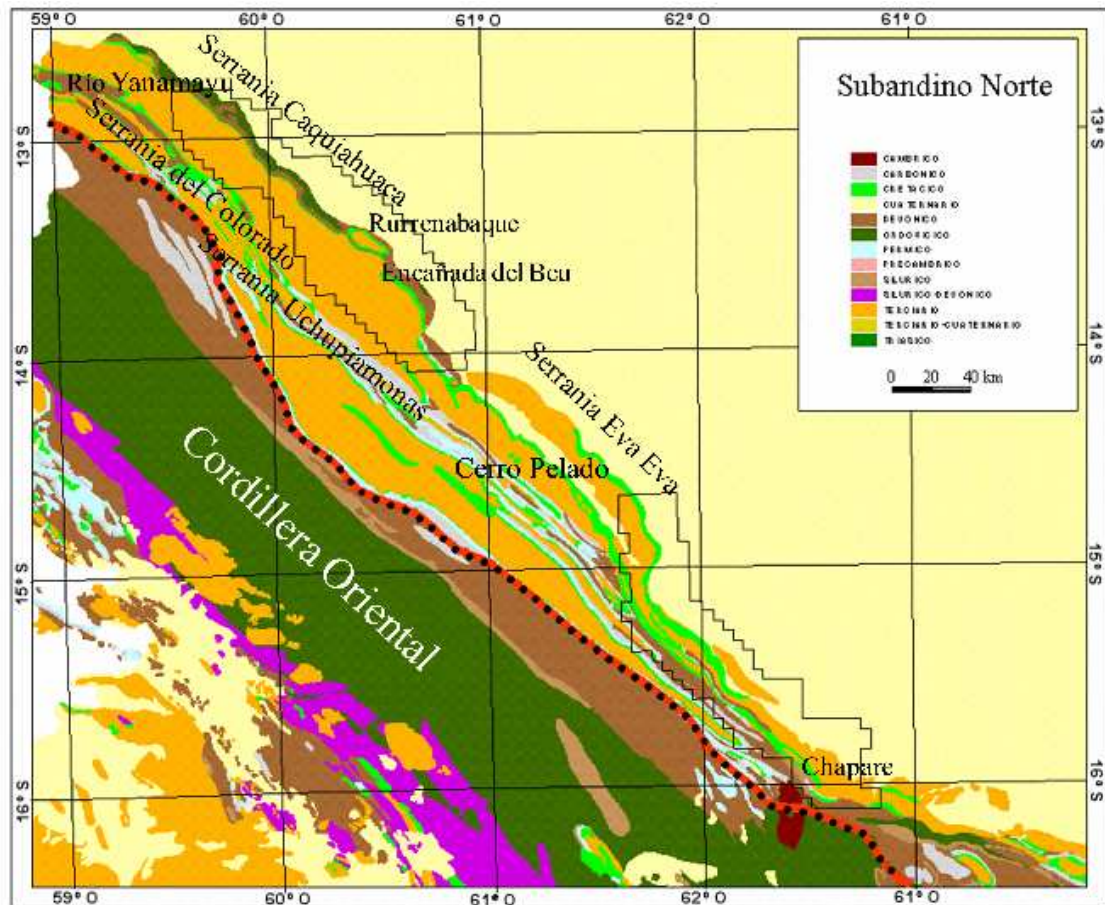 59° O 60° O 61° O 62° O 61° O
Subandino Norte
CAMBRICO
CARBONICO
CRETACICO
CUATERNARIO
DEVONICO
ORDOVICICO
PERMICO
PRECAMBRICO
SILURICO
SILURICO-DEVONICO
TERCIARIO
TERCIARIO-CUATERNARIO
TRIASICO
0 20 40 km
Serranía Caquiahuaca
Río Yanamayu
Serranía del Colorado
Rurrenabaque
Encañada del Beu
Serranía Uchupiamonas
Serranía Eva Eva
Cerro Pelado
Cordillera Oriental
Chapare
13° S
14° S
15° S
16° S
13° S
14° S
15° S
16° S
59° O 60° O 61° O 62° O 61° O